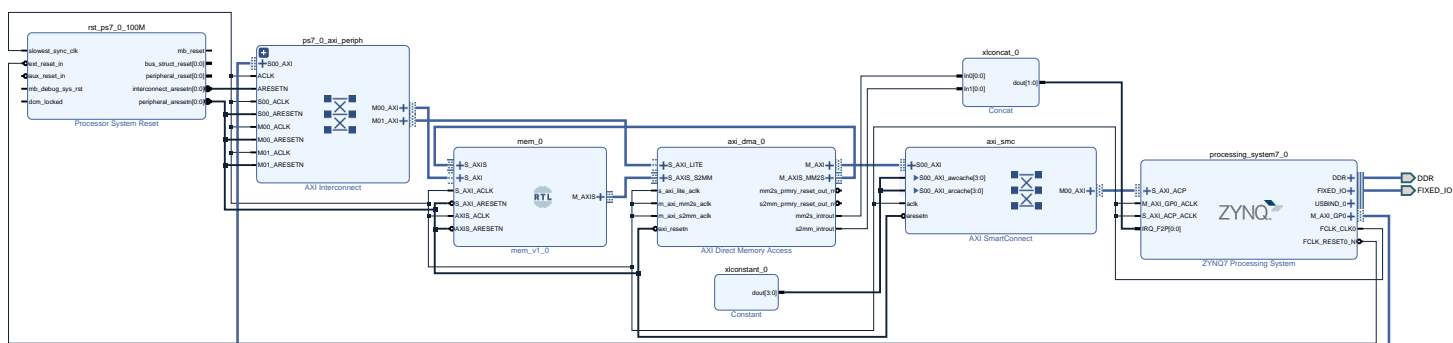 rst_ps7_0_100M
slowest_sync_clk
ext_reset_in
aux_reset_in
mb_debug_sys_rst
dcm_locked
mb_reset
bus_struct_reset[0:0]
peripheral_reset[0:0]
interconnect_aresetn[0:0]
peripheral_aresetn[0:0]
Processor System Reset
ps7_0_axi_periph
S00_AXI
ACLK
ARESETN
S00_ACLK
S00_ARESETN
M00_ACLK
M00_ARESETN
M01_ACLK
M01_ARESETN
M00_AXI
M01_AXI
AXI Interconnect
mem_0
S_AXIS
S_AXI
S_AXI_ACLK
S_AXI_ARESETN
AXIS_ACLK
AXIS_ARESETN
RTL
M_AXIS
mem_v1_0
axi_dma_0
S_AXI_LITE
S_AXIS_S2MM
s_axi_lite_aclk
m_axi_mm2s_aclk
m_axi_s2mm_aclk
axi_resetn
M_AXI
M_AXIS_MM2S
mm2s_prmry_reset_out_n
s2mm_prmry_reset_out_n
mm2s_introut
s2mm_introut
AXI Direct Memory Access
xlconstant_0
dout[3:0]
Constant
xlconcat_0
In0[0:0]
In1[0:0]
dout[1:0]
Concat
axi_smc
S00_AXI
S00_AXI_awcache[3:0]
S00_AXI_arcache[3:0]
aclk
aresetn
M00_AXI
AXI SmartConnect
processing_system7_0
S_AXI_ACP
M_AXI_GP0_ACLK
S_AXI_ACP_ACLK
IRQ_F2P[0:0]
ZYNQ
DDR
FIXED_IO
USBIND_0
M_AXI_GP0
FCLK_CLK0
FCLK_RESET0_N
ZYNQ7 Processing System
DDR
FIXED_IO